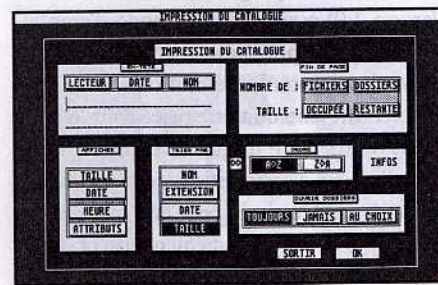 IMPRESSION DU CATALOGUE
IMPRESSION DU CATALOGUE
EN-TETE
LECTEUR DATE NOM
FIN DE PAGE
NOMBRE DE : FICHIERS DOSSIERS
TAILLE : OCCUPEE RESTANTE
AFFICHER
TAILLE
DATE
HEURE
ATTRIBUTS
TRIER PAR
NOM
EXTENSION
DATE
TAILLE
ORDRE
A>Z Z>A
INFOS
OUVRIR DOSSIERS
TOUJOURS JAMAIS AU CHOIX
SORTIR OK